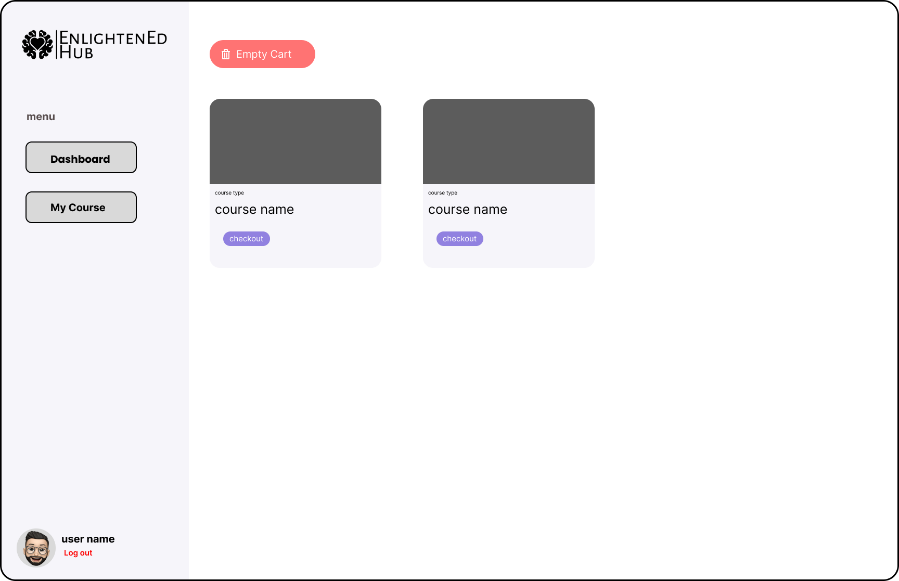 ENLIGHTENED
HUB
menu
Dashboard
My Course
Empty Cart
course type
course name
checkout
course type
course name
checkout
user name
Log out